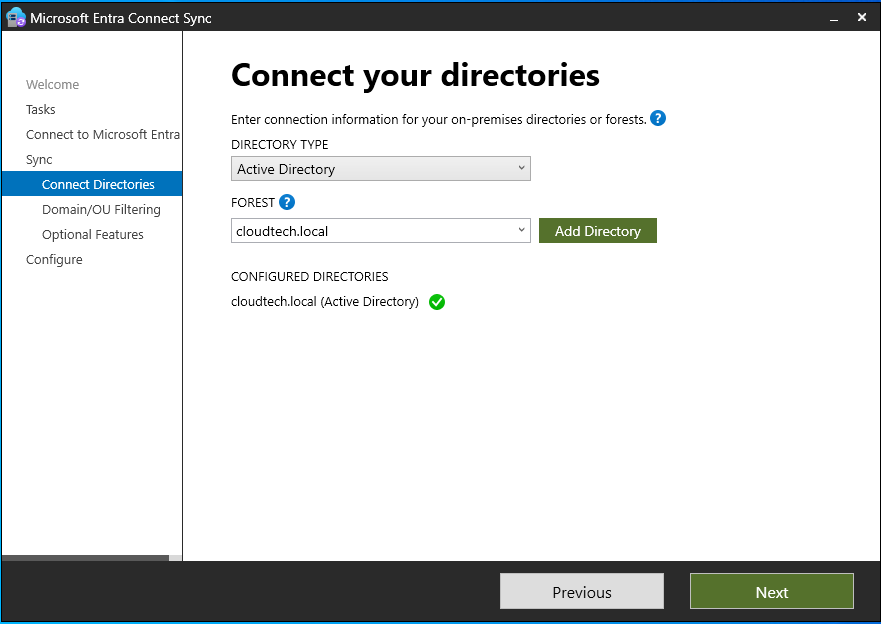 Microsoft Entra Connect Sync
Welcome
Tasks
Connect to Microsoft Entra
Sync
Connect Directories
Domain/OU Filtering
Optional Features
Configure
Connect your directories
Enter connection information for your on-premises directories or forests. ?
DIRECTORY TYPE
Active Directory
FOREST ?
cloudtech.local
Add Directory
CONFIGURED DIRECTORIES
cloudtech.local (Active Directory)
Previous
Next